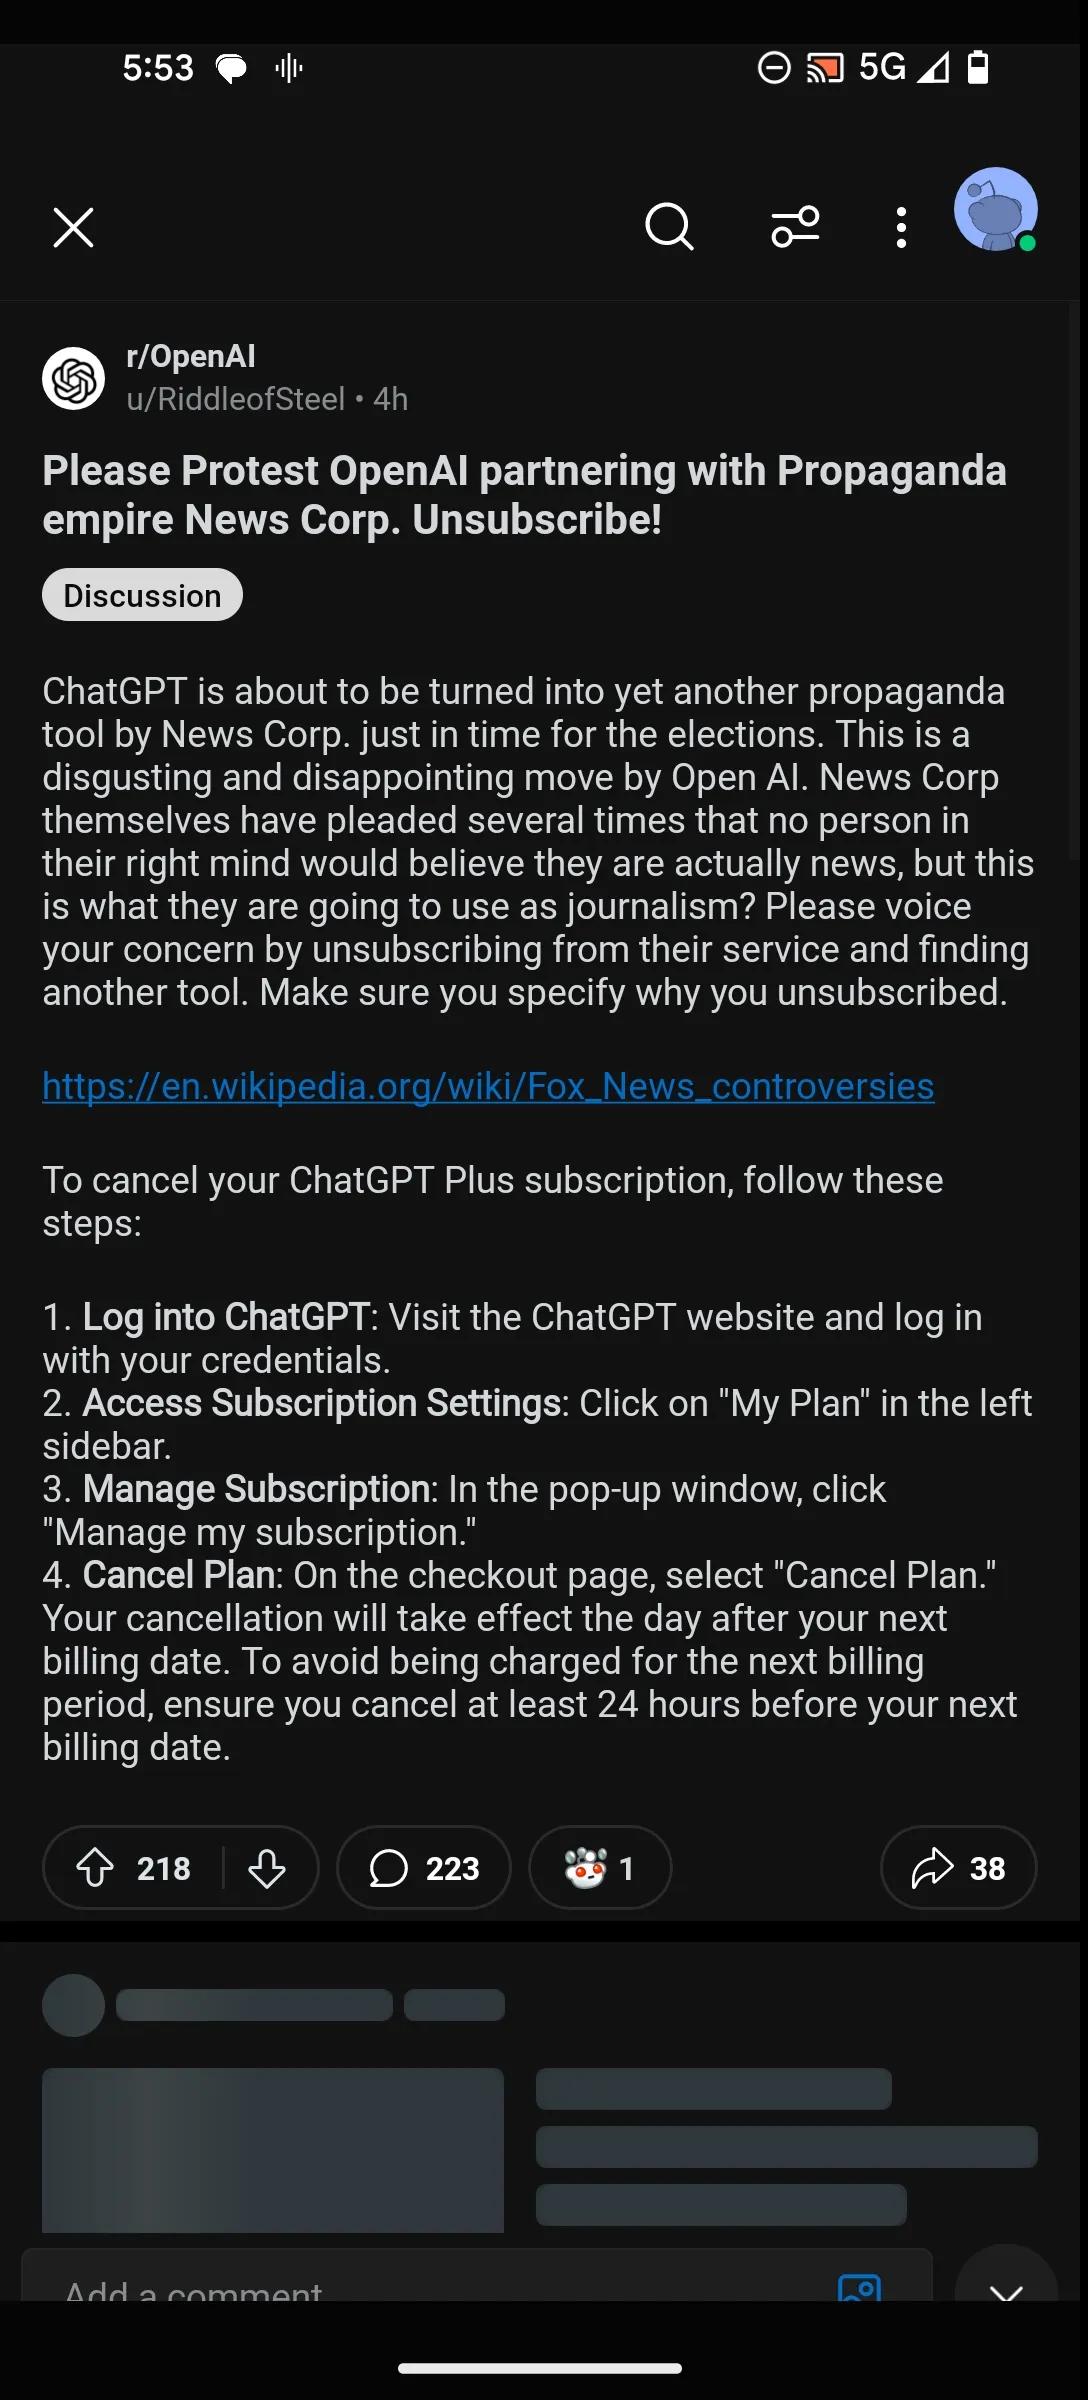 5:53
5G
r/OpenAI
u/RiddleofSteel • 4h
Please Protest OpenAI partnering with Propaganda
empire News Corp. Unsubscribe!
Discussion
ChatGPT is about to be turned into yet another propaganda
tool by News Corp. just in time for the elections. This is a
disgusting and disappointing move by Open AI. News Corp
themselves have pleaded several times that no person in
their right mind would believe they are actually news, but this
is what they are going to use as journalism? Please voice
your concern by unsubscribing from their service and finding
another tool. Make sure you specify why you unsubscribed.
https://en.wikipedia.org/wiki/Fox_News_controversies
To cancel your ChatGPT Plus subscription, follow these
steps:
1. Log into ChatGPT: Visit the ChatGPT website and log in
with your credentials.
2. Access Subscription Settings: Click on "My Plan" in the left
sidebar.
3. Manage Subscription: In the pop-up window, click
"Manage my subscription."
4. Cancel Plan: On the checkout page, select "Cancel Plan."
Your cancellation will take effect the day after your next
billing date. To avoid being charged for the next billing
period, ensure you cancel at least 24 hours before your next
billing date.
218 223 1 38
Add a comment